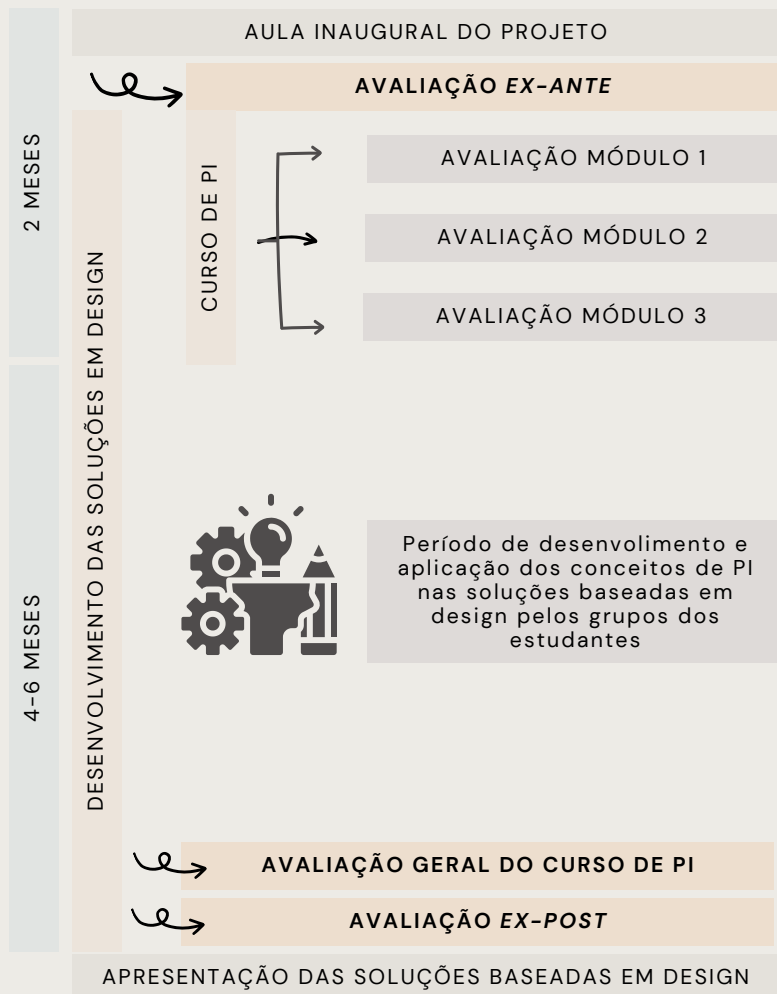 AULA INAUGURAL DO PROJETO
AVALIAÇÃO EX-ANTE
2 MESES
DESENVOLVIMENTO DAS SOLUÇÕES EM DESIGN
CURSO DE PI
AVALIAÇÃO MÓDULO 1
AVALIAÇÃO MÓDULO 2
AVALIAÇÃO MÓDULO 3
4-6 MESES
Período de desenvolimento e
aplicação dos conceitos de PI
nas soluções baseadas em
design pelos grupos dos
estudantes
AVALIAÇÃO GERAL DO CURSO DE PI
AVALIAÇÃO EX-POST
APRESENTAÇÃO DAS SOLUÇÕES BASEADAS EM DESIGN